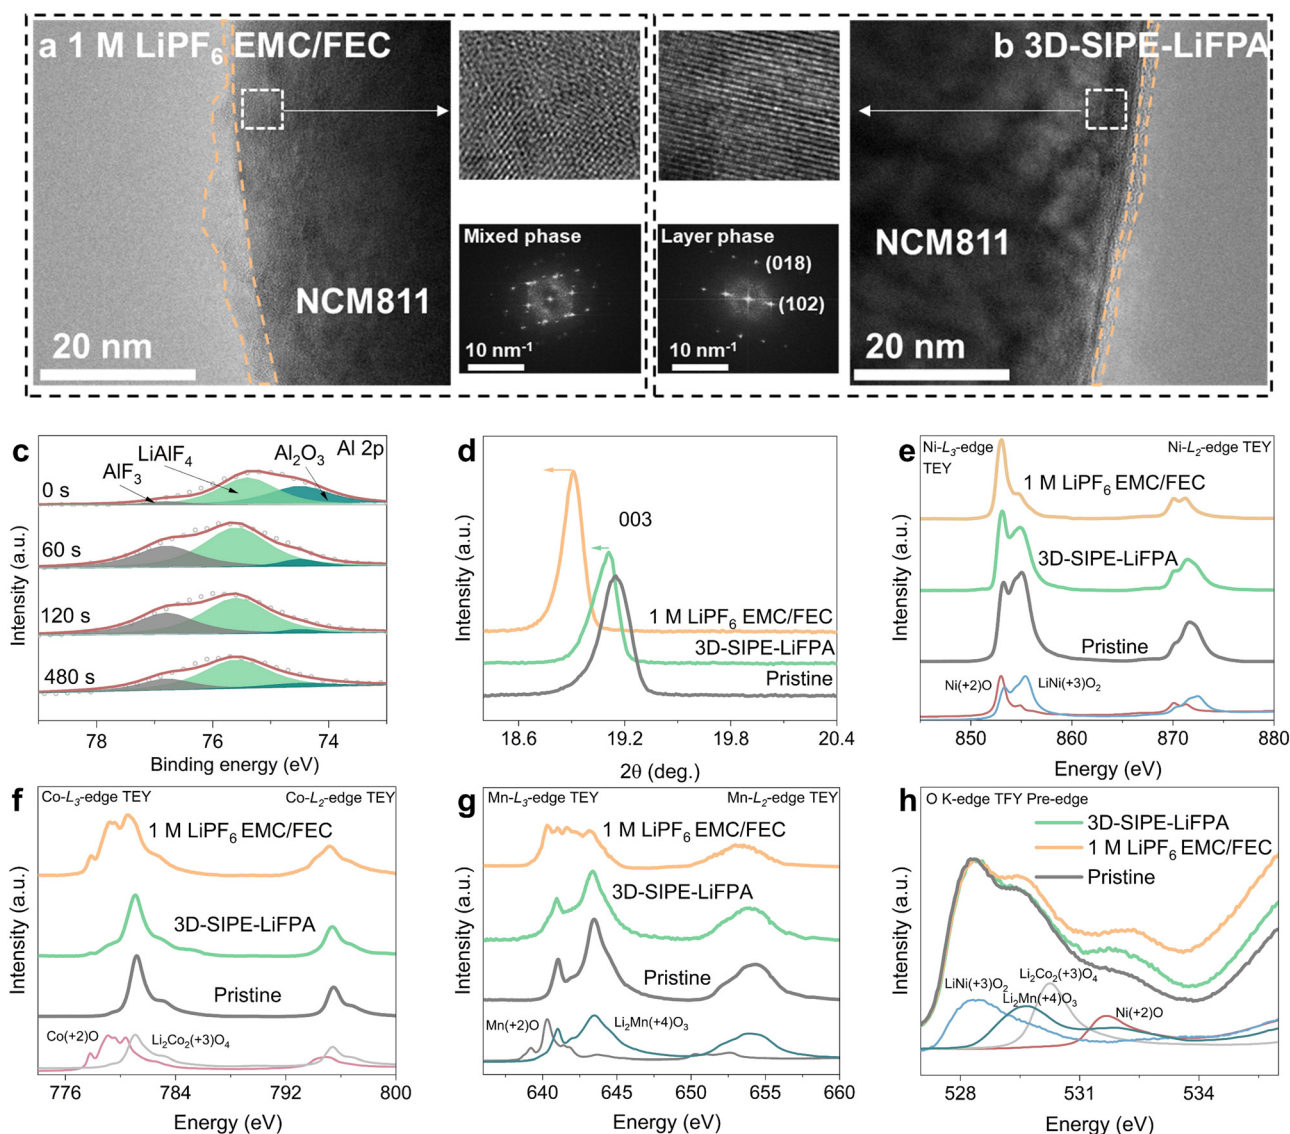 a 1 M LiPF6 EMC/FEC
NCM811
20 nm
Mixed phase
10 nm-1
Layer phase
(018)
(102)
10 nm-1
b 3D-SIPE-LiFPA
NCM811
20 nm
c
Al 2p
AlF3
LiAlF4
Al2O3
0 s
60 s
120 s
480 s
Intensity (a.u.)
78 76 74
Binding energy (eV)
d
003
1 M LiPF6 EMC/FEC
3D-SIPE-LiFPA
Pristine
Intensity (a.u.)
18.6 19.2 19.8 20.4
2θ (deg.)
e
Ni-L3-edge
TEY
Ni-L2-edge TEY
1 M LiPF6 EMC/FEC
3D-SIPE-LiFPA
Pristine
Ni(+2)O
LiNi(+3)O2
Intensity (a.u.)
850 860 870 880
Energy (eV)
f
Co-L3-edge TEY
Co-L2-edge TEY
1 M LiPF6 EMC/FEC
3D-SIPE-LiFPA
Pristine
Co(+2)O
Li2Co2(+3)O4
Intensity (a.u.)
776 784 792 800
Energy (eV)
g
Mn-L3-edge TEY
Mn-L2-edge TEY
1 M LiPF6 EMC/FEC
3D-SIPE-LiFPA
Pristine
Mn(+2)O
Li2Mn(+4)O3
Intensity (a.u.)
640 645 650 655 660
Energy (eV)
h
O K-edge TFY Pre-edge
3D-SIPE-LiFPA
1 M LiPF6 EMC/FEC
Pristine
LiNi(+3)O2
Li2Co2(+3)O4
Li2Mn(+4)O3
Ni(+2)O
Intensity (a.u.)
528 531 534
Energy (eV)